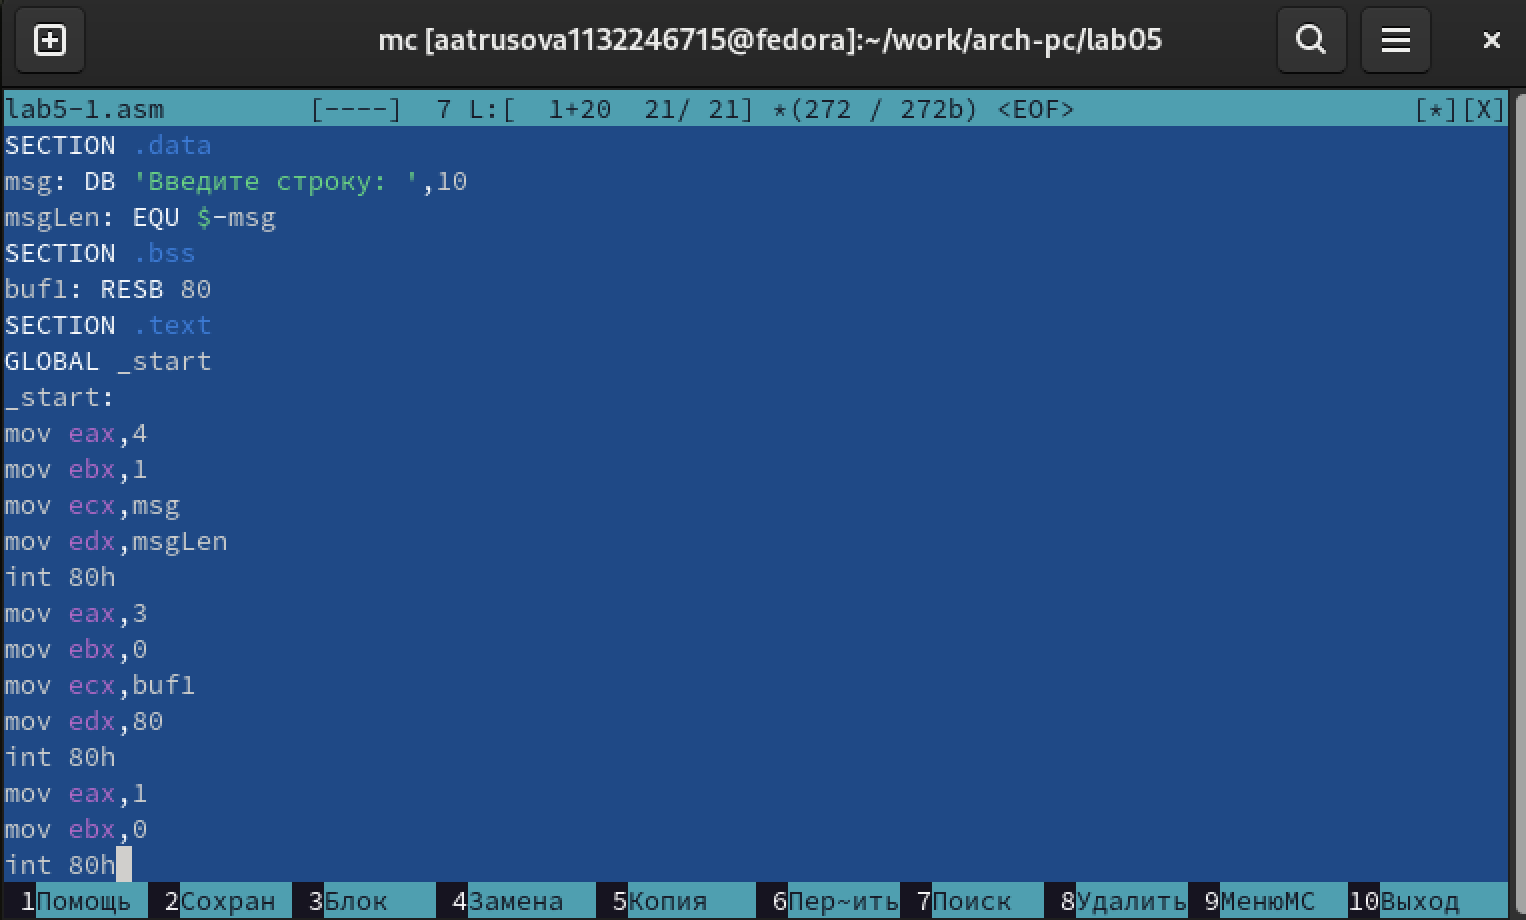 mc [aatrusova1132246715@fedora]:~/work/arch-pc/lab05
lab5-1.asm [----] 7 L:[ 1+20 21/ 21] *(272 / 272b) <EOF> [*][X]
SECTION .data
msg: DB 'Введите строку: ',10
msgLen: EQU $-msg
SECTION .bss
buf1: RESB 80
SECTION .text
GLOBAL _start
_start:
mov eax,4
mov ebx,1
mov ecx,msg
mov edx,msgLen
int 80h
mov eax,3
mov ebx,0
mov ecx,buf1
mov edx,80
int 80h
mov eax,1
mov ebx,0
int 80h
1Помощь 2Сохран 3Блок 4Замена 5Копия 6Пер~ить 7Поиск 8Удалить 9МенюМС 10Выход